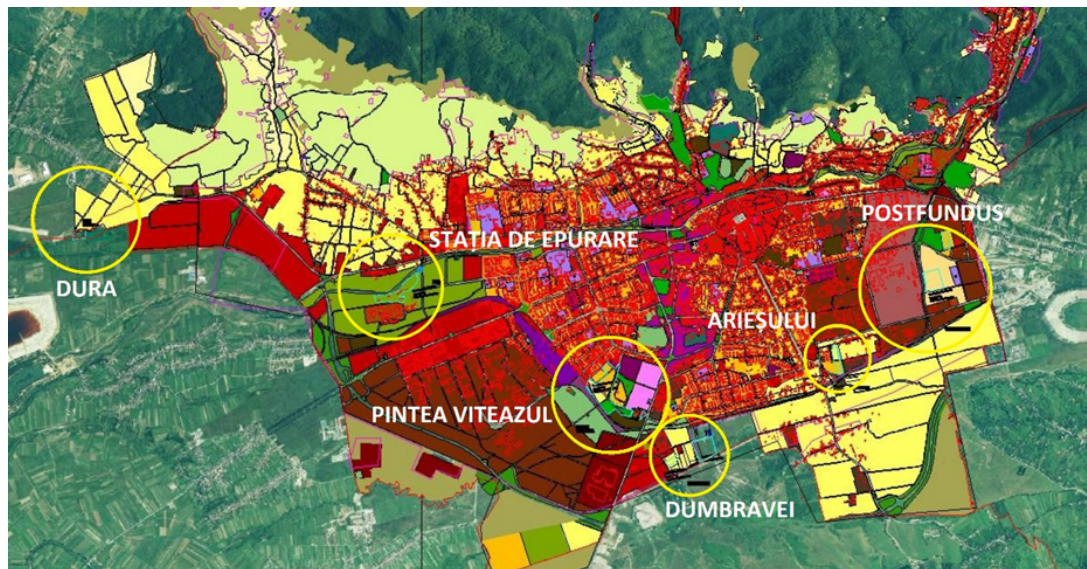 POSTFUNDUS
STATIA DE EPURARE
DURA
ARIEȘULUI
PINTEA VITEAZUL
DUMBRAVEI